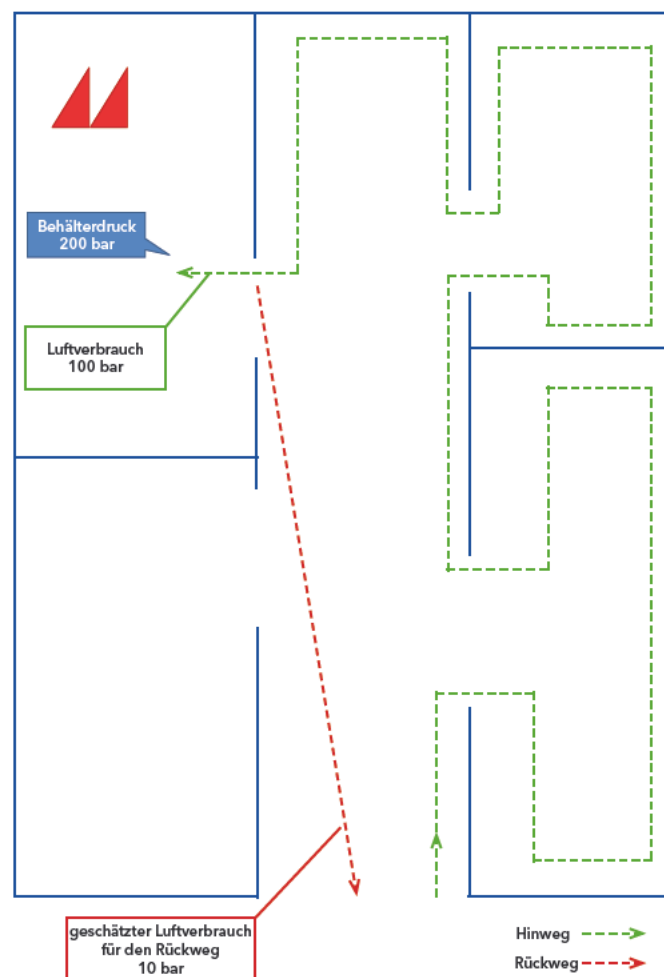 Behälterdruck
200 bar
Luftverbrauch
100 bar
geschätzter Luftverbrauch
für den Rückweg
10 bar
Hinweg
Rückweg